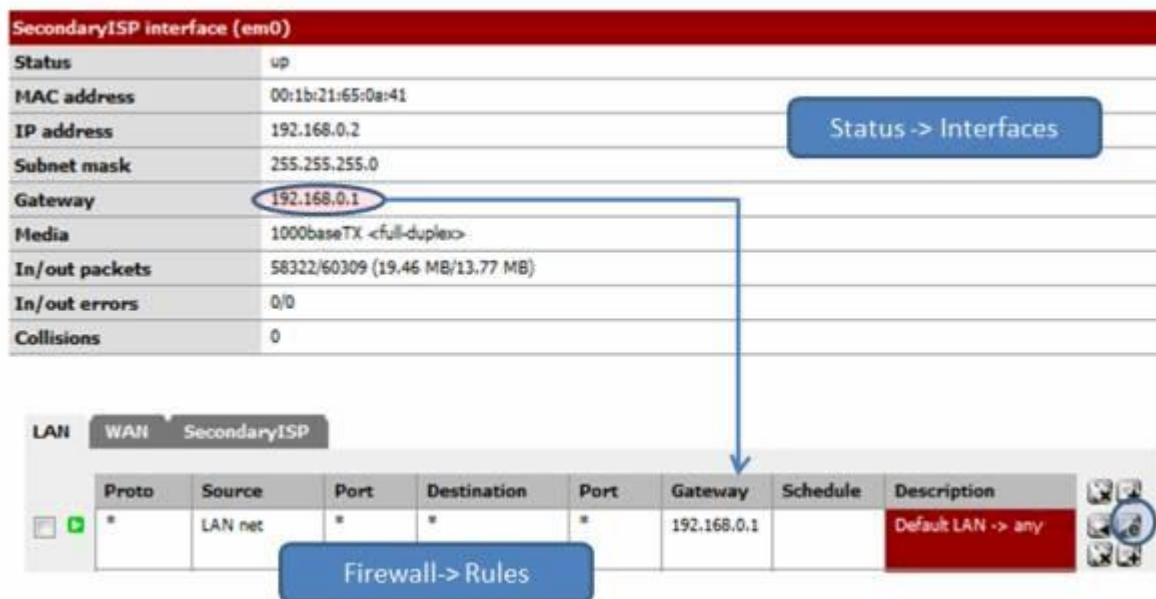 SecondaryISP interface (em0)
Status up
MAC address 00:1b:21:65:0a:41
IP address 192.168.0.2
Subnet mask 255.255.255.0
Gateway 192.168.0.1
Media 1000baseTX <full-duplex>
In/out packets 58322/60309 (19.46 MB/13.77 MB)
In/out errors 0/0
Collisions 0
Status -> Interfaces
LAN WAN SecondaryISP
Proto Source Port Destination Port Gateway Schedule Description
* LAN net * * * 192.168.0.1 Default LAN -> any
Firewall-> Rules